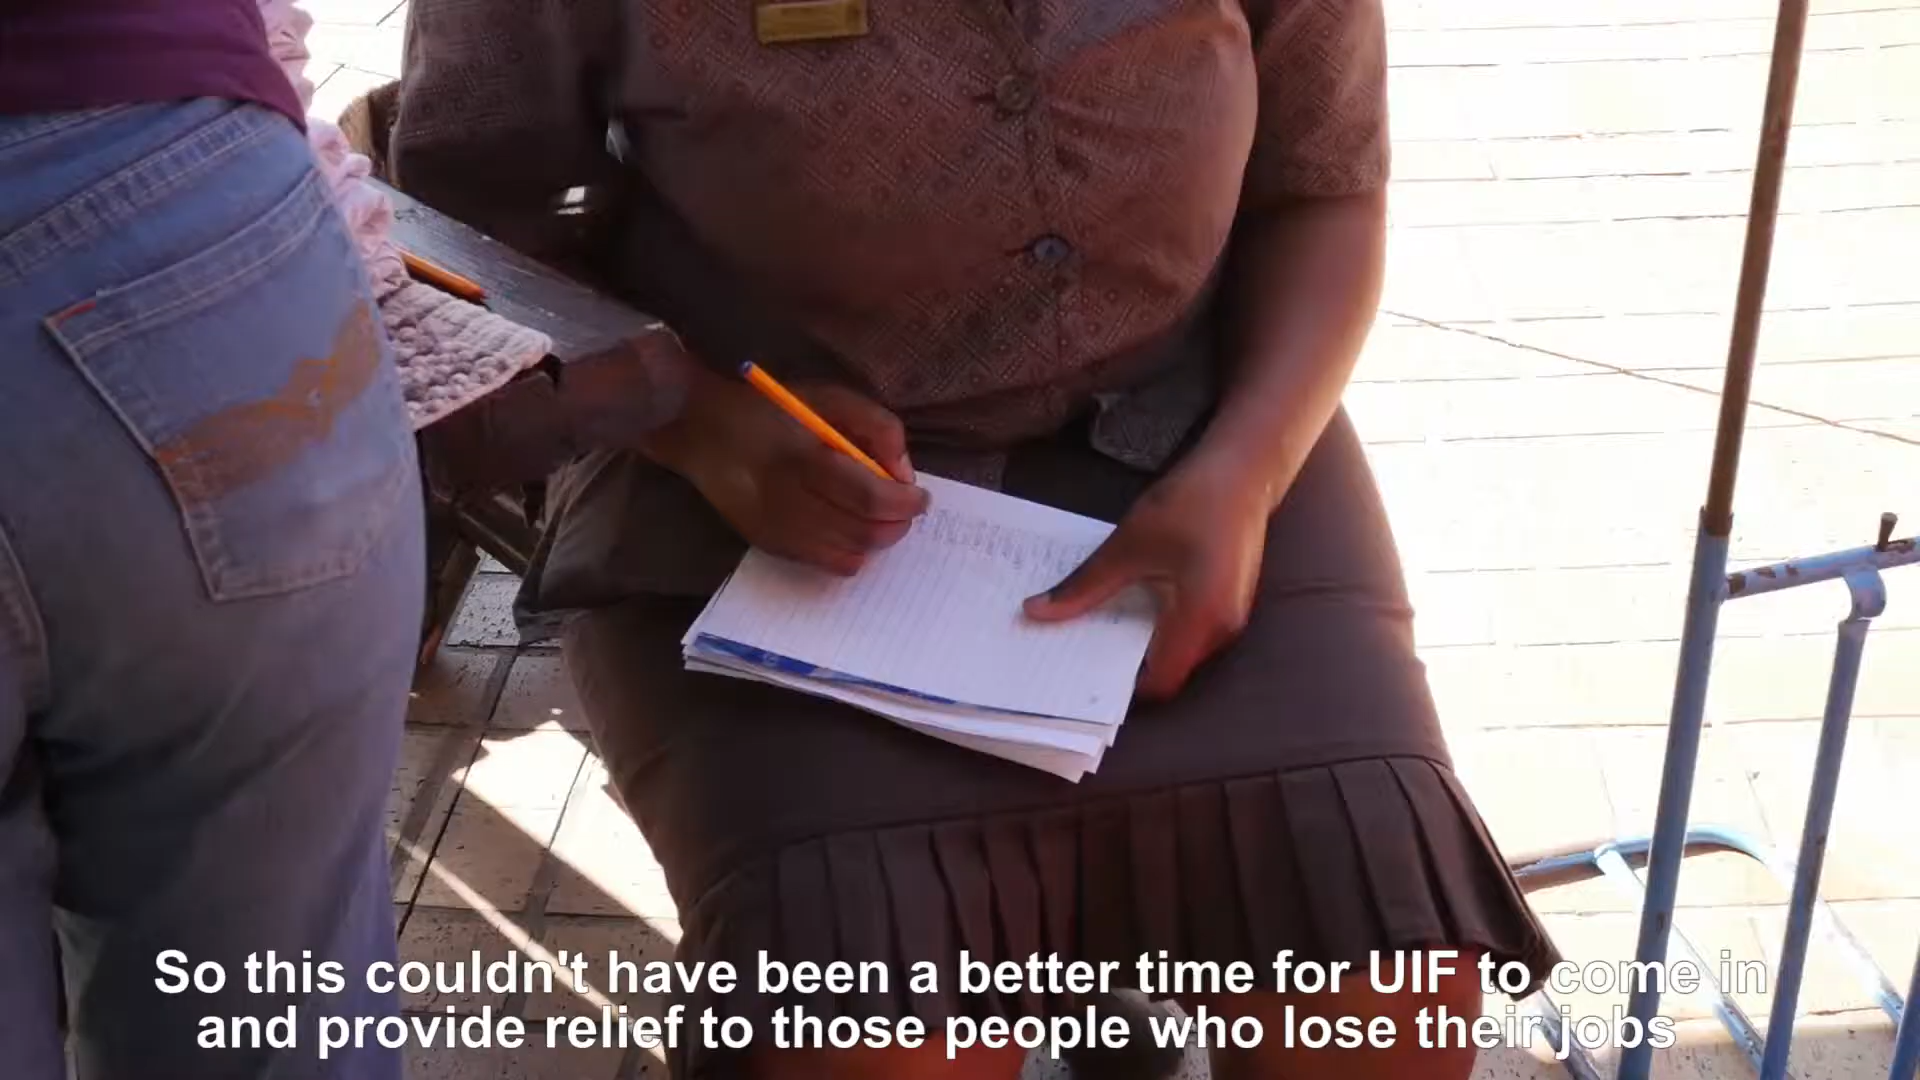 So this couldn't have been a better time for UIF to come in
and provide relief to those people who lose their jobs